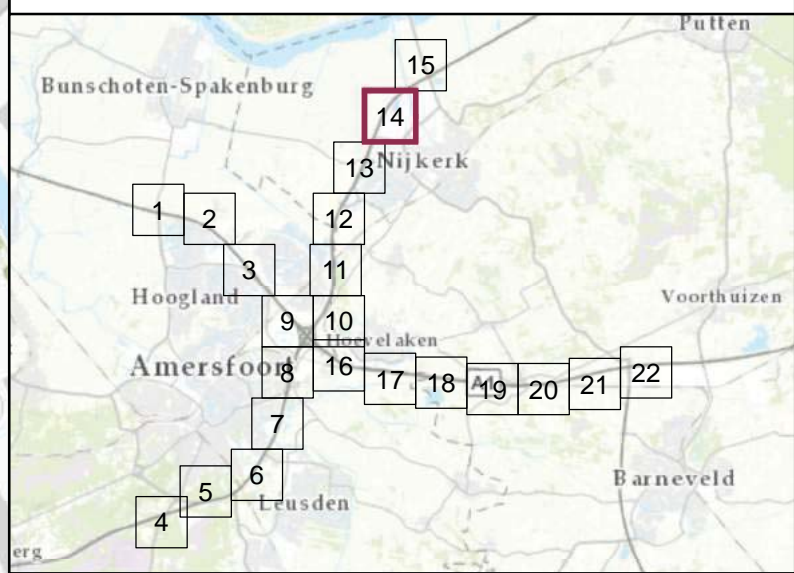 Putten
15
Bunschoten-Spakenburg
14
13
Nijkerk
1
2
12
3
11
Hoogland
Voorthuizen
9
10
Hoevelaken
Amersfoort
8
16
17
18
A1
19
20
21
22
7
6
Barneveld
5
Leusden
4
erg